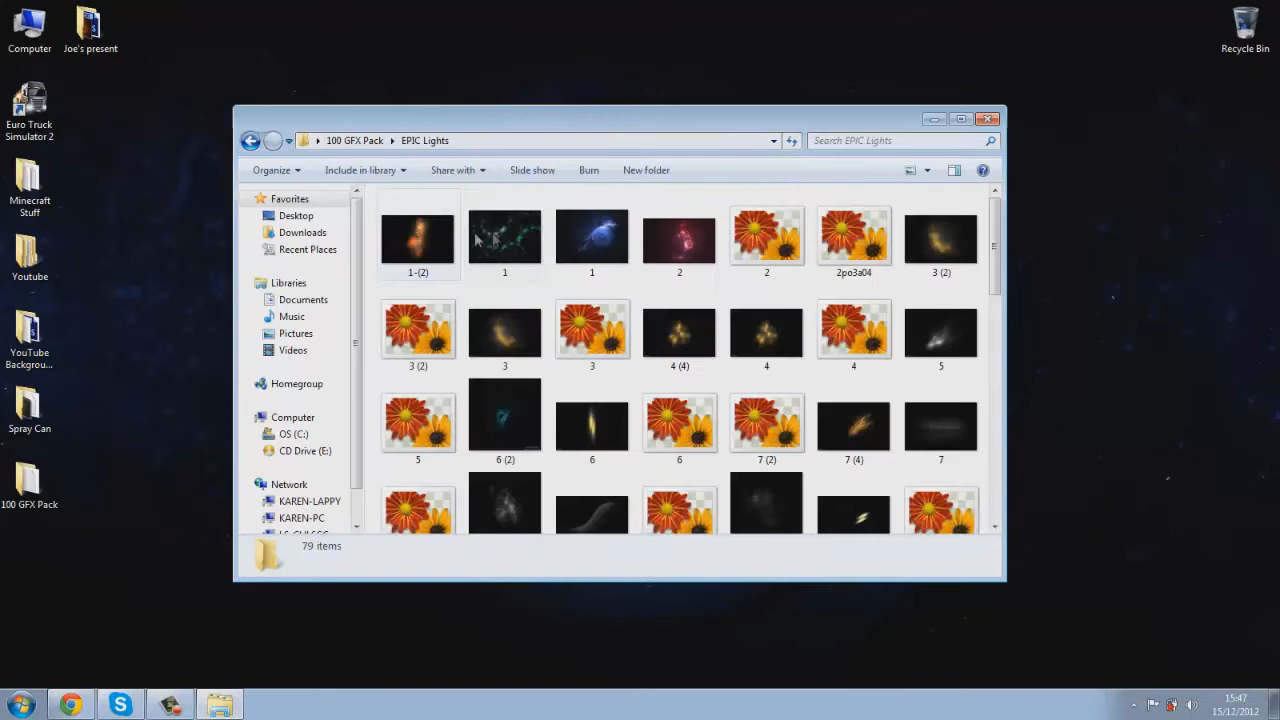 Computer
Joe's present
Recycle Bin
Euro Truck
Simulator 2
Minecraft
Stuff
Youtube
YouTube
Backgrou...
Spray Can
100 GFX Pack
100 GFX Pack
EPIC Lights
Search EPIC Lights
Organize
Include in library
Share with
Slide show
Burn
New folder
Favorites
Desktop
Downloads
Recent Places
Libraries
Documents
Music
Pictures
Videos
Homegroup
Computer
OS (C:)
CD Drive (E:)
Network
KAREN-LAPPY
KAREN-PC
1-(2)
1
1
2
2
2po3a04
3 (2)
3 (2)
3
3
4 (4)
4
4
5
5
6 (2)
6
6
7 (2)
7 (4)
7
79 items
15:47
15/12/2012